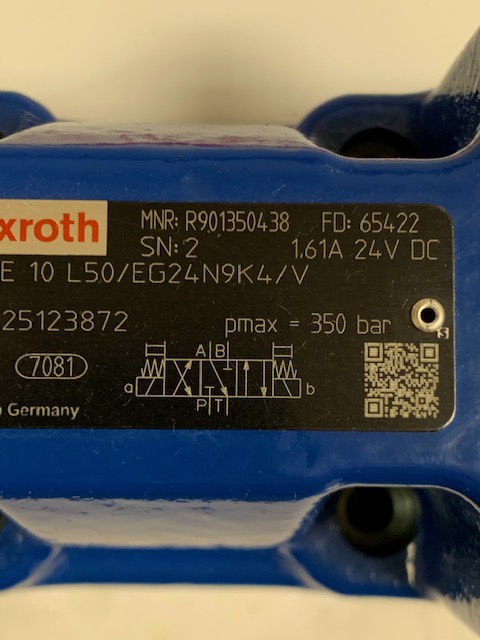 xroth
MNR: R901350438 FD: 65422
SN: 2 1.61A 24V DC
E 10 L50/EG24N9K4/V
25123872 pmax = 350 bar
7081
A B
a b
P T
n Germany
S